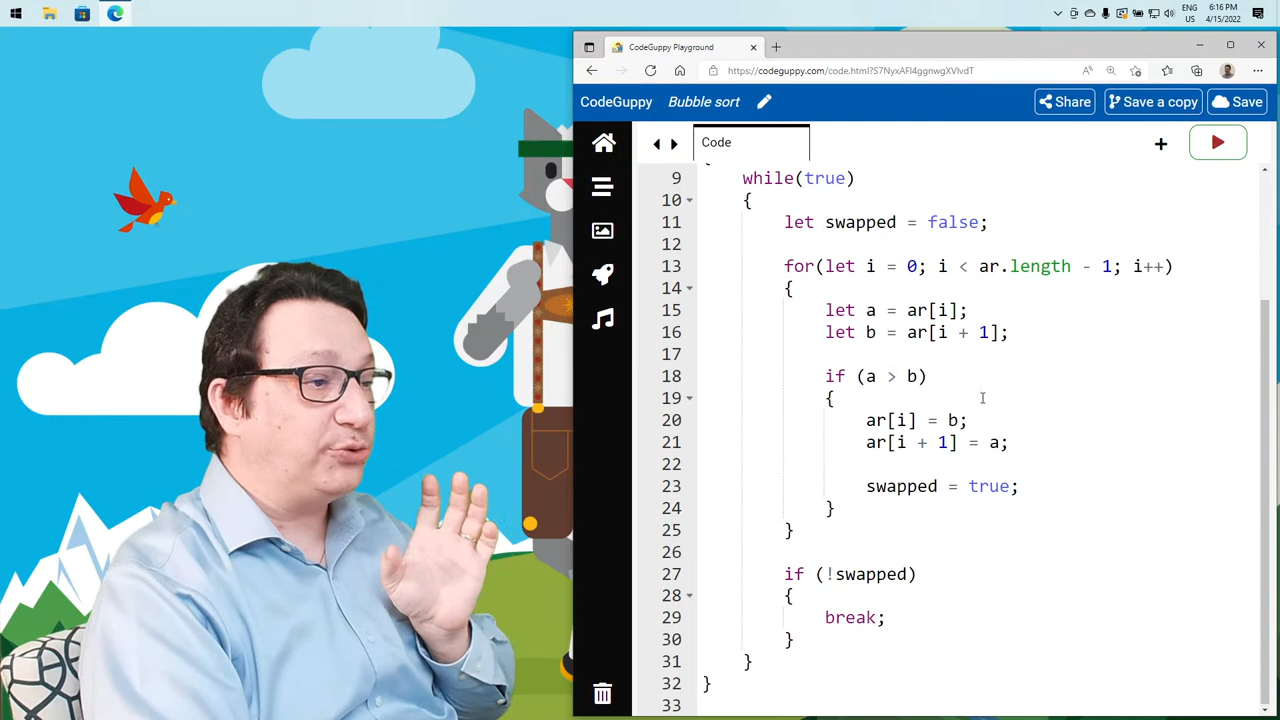 ENG
US
6:16 PM
4/15/2022
CodeGuppy Playground
https://codeguppy.com/code.html?S7NyxAFl4ggnwgXVlvdT
CodeGuppy
Bubble sort
Share
Save a copy
Save
Code
{
9 while(true)
10 {
11 let swapped = false;
12
13 for(let i = 0; i < ar.length - 1; i++)
14 {
15 let a = ar[i];
16 let b = ar[i + 1];
17
18 if (a > b)
19 {
20 ar[i] = b;
21 ar[i + 1] = a;
22
23 swapped = true;
24 }
25 }
26
27 if (!swapped)
28 {
29 break;
30 }
31 }
32 }
33